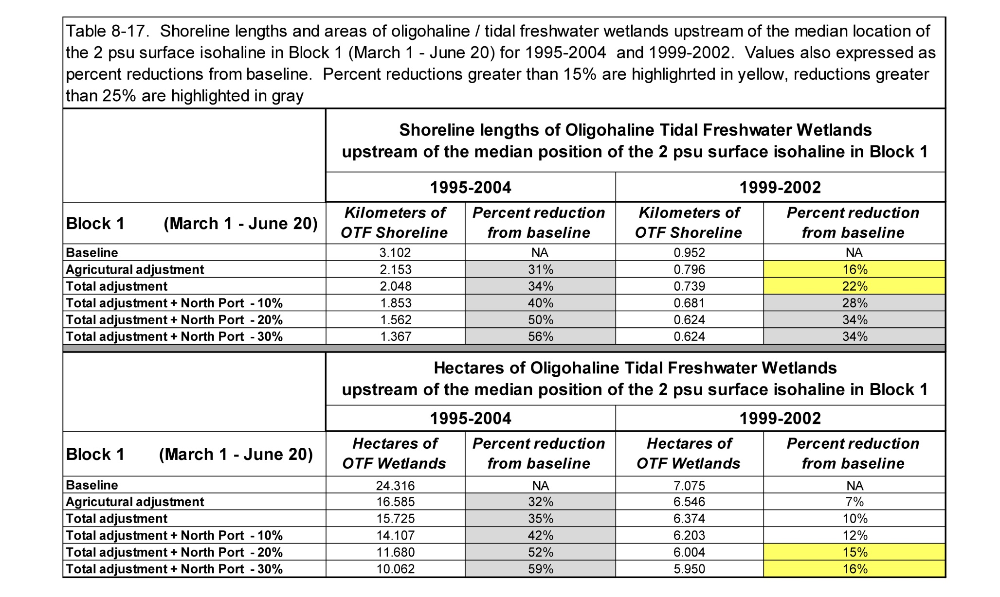 Table 8-17.  Shoreline lengths and areas of oligohaline / tidal freshwater wetlands upstream of the median location of
the 2 psu surface isohaline in Block 1 (March 1 - June 20) for 1995-2004  and 1999-2002.  Values also expressed as
percent reductions from baseline.  Percent reductions greater than 15% are highlighrted in yellow, reductions greater
than 25% are highlighted in gray
Shoreline lengths of Oligohaline Tidal Freshwater Wetlands
upstream of the median position of the 2 psu surface isohaline in Block 1
1995-2004 1999-2002
Block 1 (March 1 - June 20) Kilometers of OTF Shoreline Percent reduction from baseline Kilometers of OTF Shoreline Percent reduction from baseline
Baseline 3.102 NA 0.952 NA
Agricutural adjustment 2.153 31% 0.796 16%
Total adjustment 2.048 34% 0.739 22%
Total adjustment + North Port - 10% 1.853 40% 0.681 28%
Total adjustment + North Port - 20% 1.562 50% 0.624 34%
Total adjustment + North Port - 30% 1.367 56% 0.624 34%
Hectares of Oligohaline Tidal Freshwater Wetlands
upstream of the median position of the 2 psu surface isohaline in Block 1
1995-2004 1999-2002
Block 1 (March 1 - June 20) Hectares of OTF Wetlands Percent reduction from baseline Hectares of OTF Wetlands Percent reduction from baseline
Baseline 24.316 NA 7.075 NA
Agricutural adjustment 16.585 32% 6.546 7%
Total adjustment 15.725 35% 6.374 10%
Total adjustment + North Port - 10% 14.107 42% 6.203 12%
Total adjustment + North Port - 20% 11.680 52% 6.004 15%
Total adjustment + North Port - 30% 10.062 59% 5.950 16%